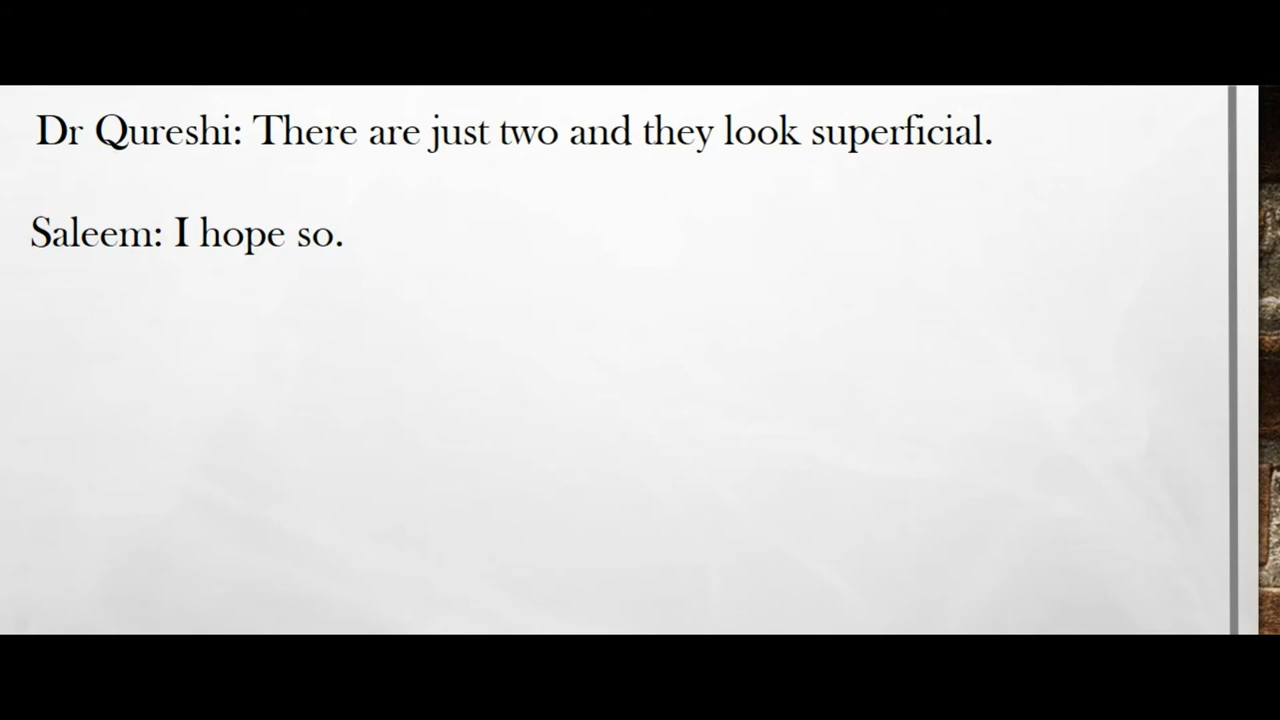 Dr Qureshi: There are just two and they look superficial.
Saleem: I hope so.